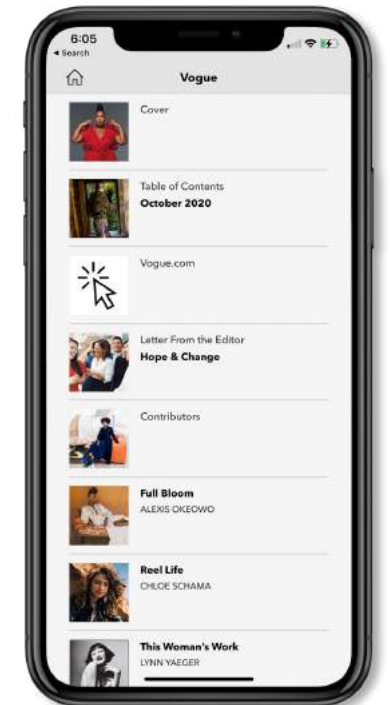 6:05
Search
Vogue
Cover
Table of Contents
October 2020
Vogue.com
Letter From the Editor
Hope & Change
Contributors
Full Bloom
ALEXIS OKEOWO
Reel Life
CHLOE SCHAMA
This Woman's Work
LYNN YAEGER